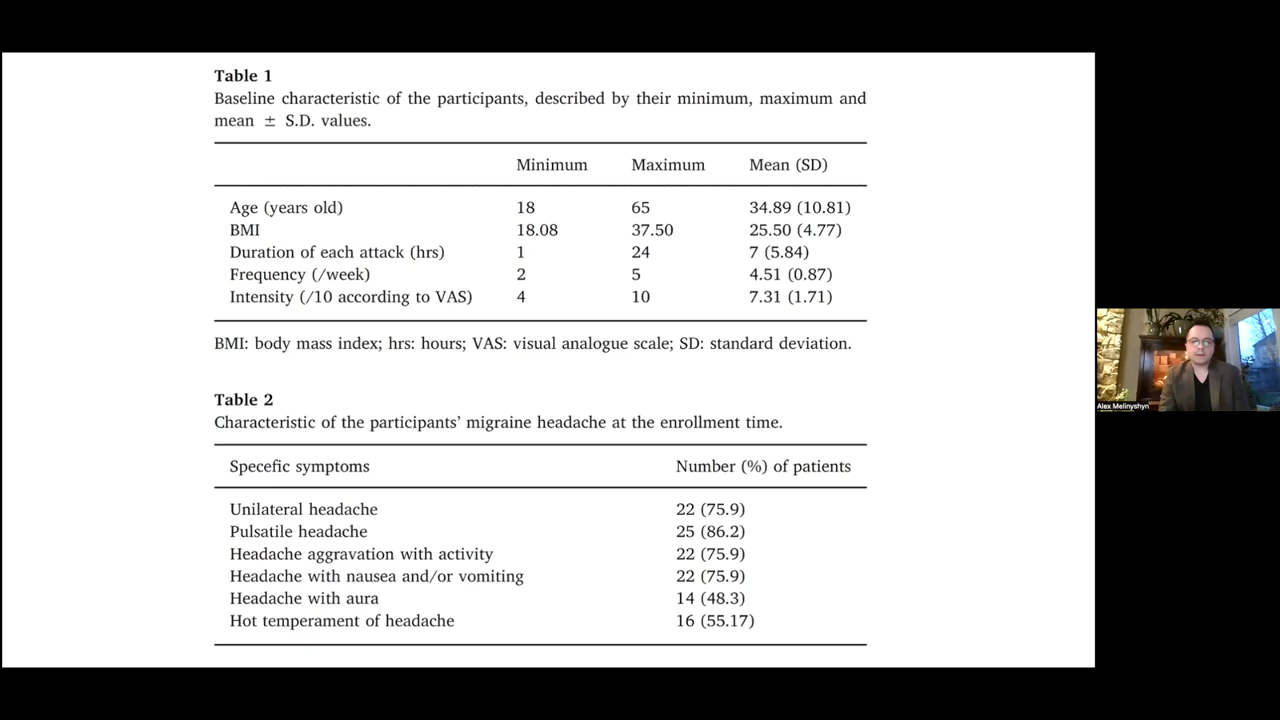 Table 1
Baseline characteristic of the participants, described by their minimum, maximum and
mean ± S.D. values.
Minimum Maximum Mean (SD)
Age (years old) 18 65 34.89 (10.81)
BMI 18.08 37.50 25.50 (4.77)
Duration of each attack (hrs) 1 24 7 (5.84)
Frequency (/week) 2 5 4.51 (0.87)
Intensity (/10 according to VAS) 4 10 7.31 (1.71)
BMI: body mass index; hrs: hours; VAS: visual analogue scale; SD: standard deviation.
Table 2
Characteristic of the participants’ migraine headache at the enrollment time.
Specefic symptoms Number (%) of patients
Unilateral headache 22 (75.9)
Pulsatile headache 25 (86.2)
Headache aggravation with activity 22 (75.9)
Headache with nausea and/or vomiting 22 (75.9)
Headache with aura 14 (48.3)
Hot temperament of headache 16 (55.17)
Alex Melinyshyn